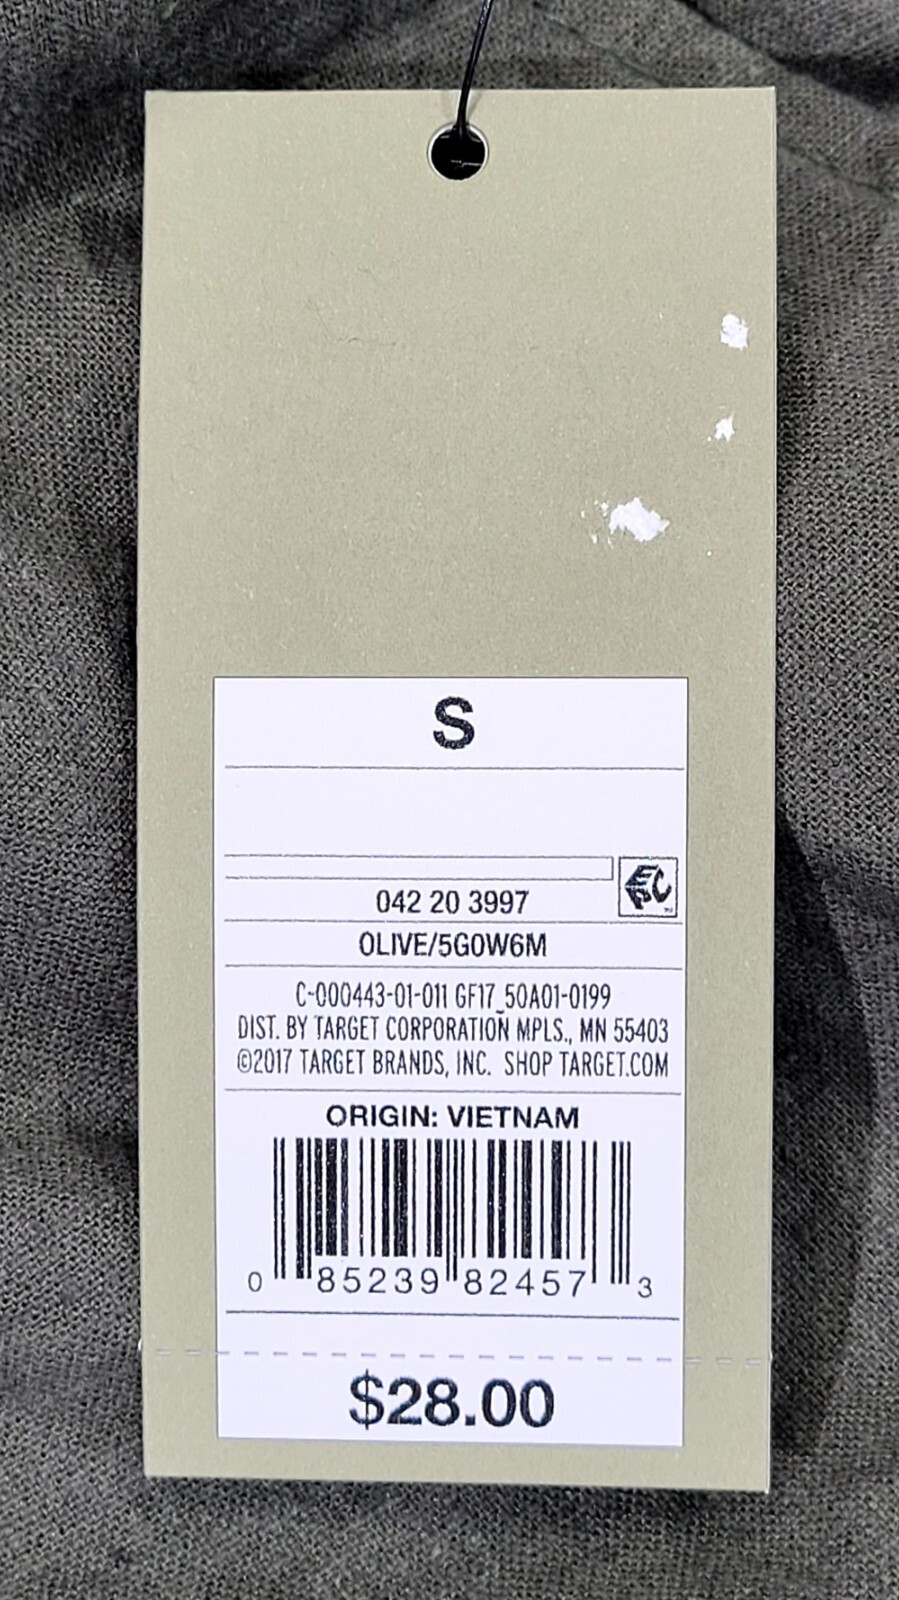 S
EPC
042 20 3997
OLIVE/5G0W6M
C-000443-01-011 GF17_50A01-0199
DIST. BY TARGET CORPORATION MPLS., MN 55403
©2017 TARGET BRANDS, INC. SHOP TARGET.COM
ORIGIN: VIETNAM
0 85239 82457 3
$28.00